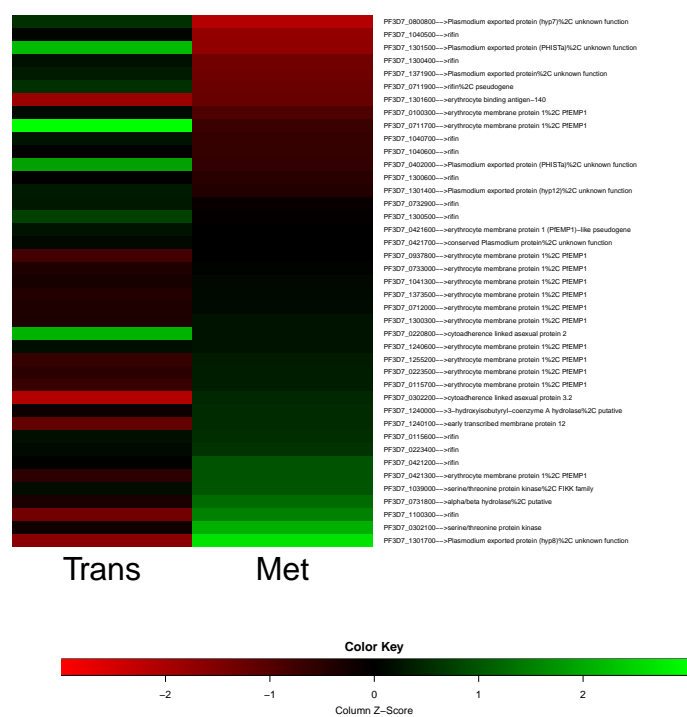 PF3D7_0800800−−>Plasmodium exported protein (hyp7)%2C unknown function
PF3D7_1040500−−>rifin
PF3D7_1301500−−>Plasmodium exported protein (PHISTa)%2C unknown function
PF3D7_1300400−−>rifin
PF3D7_1371900−−>Plasmodium exported protein%2C unknown function
PF3D7_0711900−−>rifin%2C pseudogene
PF3D7_1301600−−>erythrocyte binding antigen−140
PF3D7_0100300−−>erythrocyte membrane protein 1%2C PfEMP1
PF3D7_0711700−−>erythrocyte membrane protein 1%2C PfEMP1
PF3D7_1040700−−>rifin
PF3D7_1040600−−>rifin
PF3D7_0402000−−>Plasmodium exported protein (PHISTa)%2C unknown function
PF3D7_1300600−−>rifin
PF3D7_1301400−−>Plasmodium exported protein (hyp12)%2C unknown function
PF3D7_0732900−−>rifin
PF3D7_1300500−−>rifin
PF3D7_0421600−−>erythrocyte membrane protein 1 (PfEMP1)−like pseudogene
PF3D7_0421700−−>conserved Plasmodium protein%2C unknown function
PF3D7_0937800−−>erythrocyte membrane protein 1%2C PfEMP1
PF3D7_0733000−−>erythrocyte membrane protein 1%2C PfEMP1
PF3D7_1041300−−>erythrocyte membrane protein 1%2C PfEMP1
PF3D7_1373500−−>erythrocyte membrane protein 1%2C PfEMP1
PF3D7_0712000−−>erythrocyte membrane protein 1%2C PfEMP1
PF3D7_1300300−−>erythrocyte membrane protein 1%2C PfEMP1
PF3D7_0220800−−>cytoadherence linked asexual protein 2
PF3D7_1240600−−>erythrocyte membrane protein 1%2C PfEMP1
PF3D7_1255200−−>erythrocyte membrane protein 1%2C PfEMP1
PF3D7_0223500−−>erythrocyte membrane protein 1%2C PfEMP1
PF3D7_0115700−−>erythrocyte membrane protein 1%2C PfEMP1
PF3D7_0302200−−>cytoadherence linked asexual protein 3.2
PF3D7_1240000−−>3−hydroxyisobutyryl−coenzyme A hydrolase%2C putative
PF3D7_1240100−−>early transcribed membrane protein 12
PF3D7_0115600−−>rifin
PF3D7_0223400−−>rifin
PF3D7_0421200−−>rifin
PF3D7_0421300−−>erythrocyte membrane protein 1%2C PfEMP1
PF3D7_1039000−−>serine/threonine protein kinase%2C FIKK family
PF3D7_0731800−−>alpha/beta hydrolase%2C putative
PF3D7_1100300−−>rifin
PF3D7_0302100−−>serine/threonine protein kinase
PF3D7_1301700−−>Plasmodium exported protein (hyp8)%2C unknown function
Trans Met
Color Key
−2 −1 0 1 2
Column Z−Score